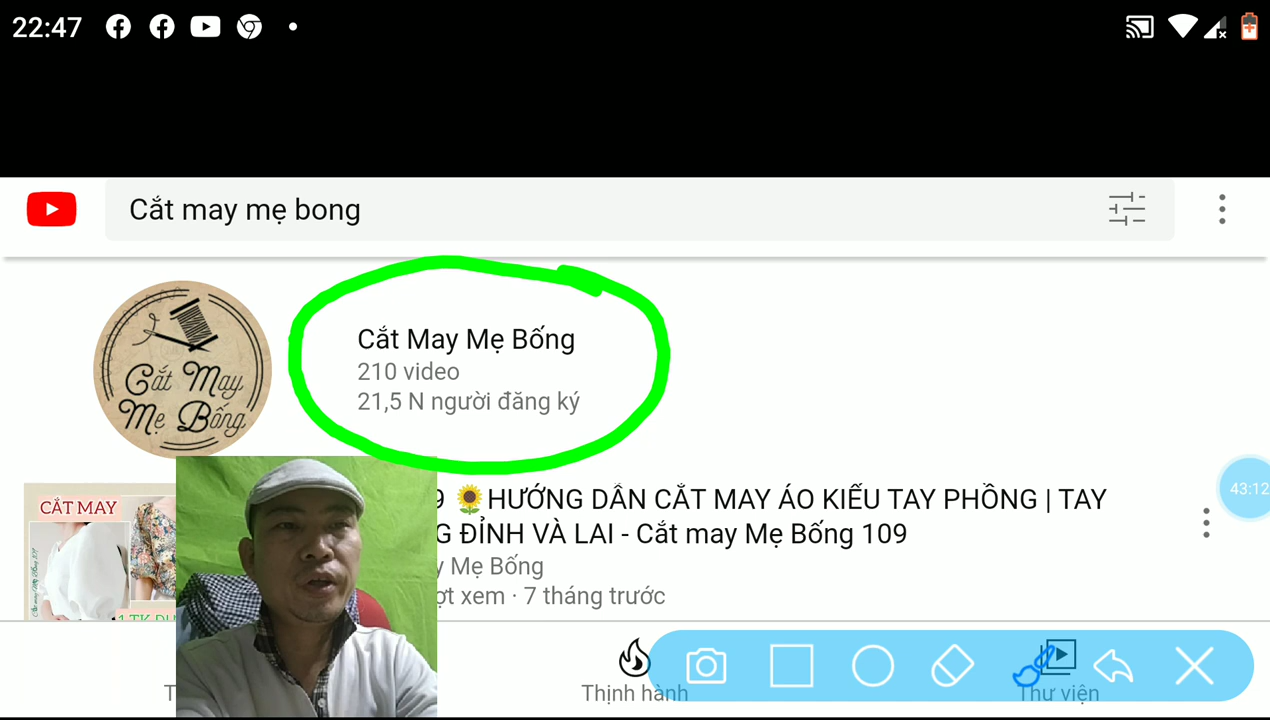 22:47
Cắt may mẹ bong
Cắt May Mẹ Bống
Cắt May Mẹ Bống
210 video
21,5 N người đăng ký
43:12
CẮT MAY
9 🌻HƯỚNG DẪN CẮT MAY ÁO KIỂU TAY PHỒNG | TAY
G ĐỈNH VÀ LAI - Cắt may Mẹ Bống 109
y Mẹ Bống
ợt xem · 7 tháng trước
Thịnh hành
Thư viện